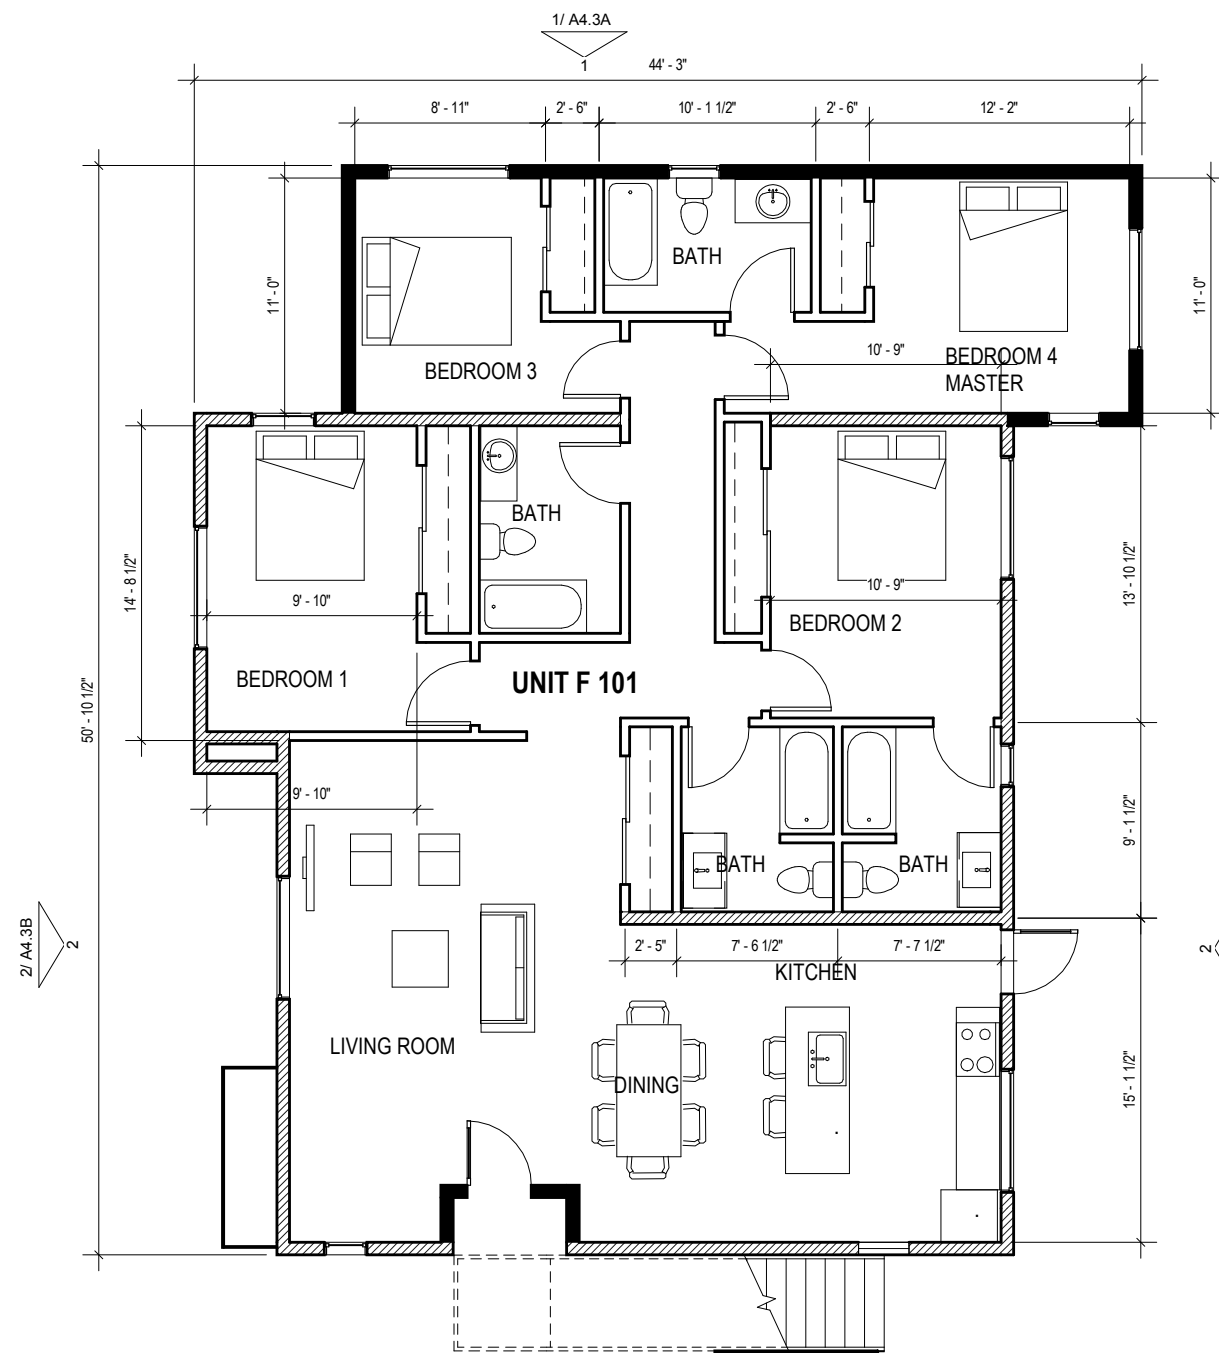 1/ A4.3A
1
44' - 3"
8' - 11"
2' - 6"
10' - 1 1/2"
2' - 6"
12' - 2"
BATH
11' - 0"
11' - 0"
10' - 9"
BEDROOM 3
BEDROOM 4
MASTER
BATH
14' - 8 1/2"
13' - 10 1/2"
9' - 10"
10' - 9"
BEDROOM 2
BEDROOM 1
UNIT F 101
50' - 10 1/2"
9' - 10"
9' - 1 1/2"
BATH
BATH
2/ A4.3B
2
2
2' - 5"
7' - 6 1/2"
7' - 7 1/2"
KITCHEN
LIVING ROOM
DINING
15' - 1 1/2"